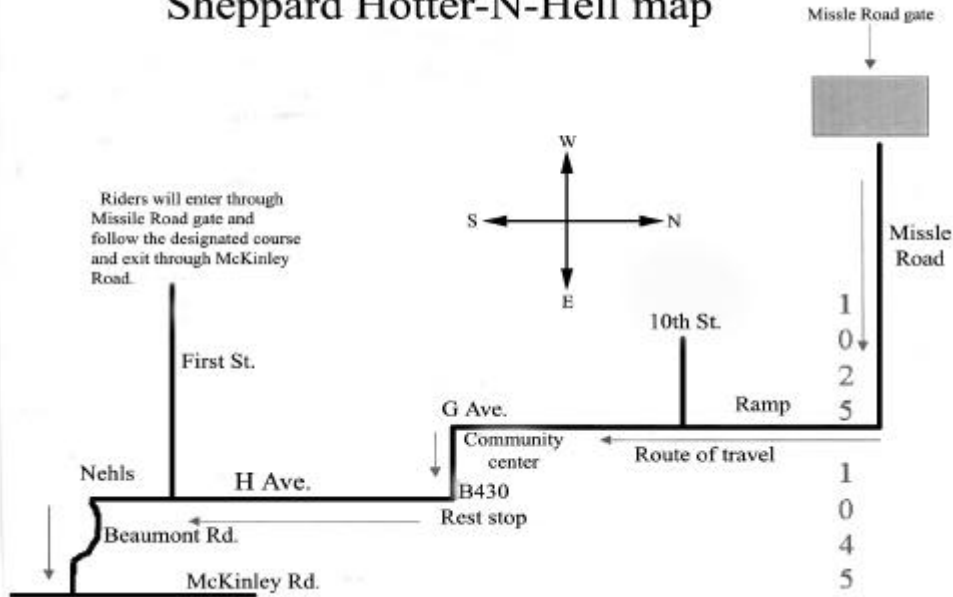 Sheppard Hotter-N-Hell map
Missle Road gate
W
S
N
E
Riders will enter through
Missile Road gate and
follow the designated course
and exit through McKinley
Road.
Missle
Road
10th St.
1
0
2
5
First St.
G Ave.
Ramp
Community
center
Route of travel
Nehls
H Ave.
B430
Rest stop
1
0
4
5
Beaumont Rd.
McKinley Rd.